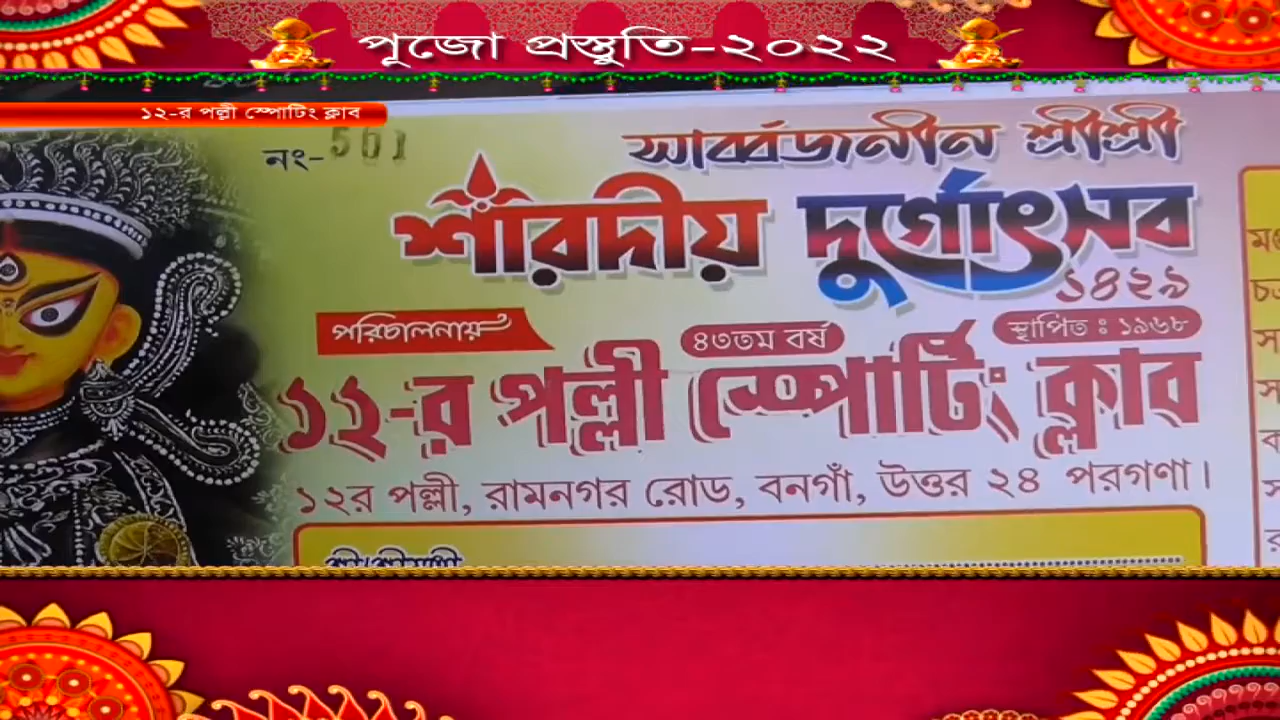 পূজো প্রস্তুতি-২০২২
১২-র পল্লী স্পোটিং ক্লাব
নং- 561
সার্ব্বজনীন শ্রীশ্রী
শারদীয় দুর্গোৎসব
১৪২৯
পরিচালনায়
৪৩তম বর্ষ
স্থাপিত : ১৯৬৮
১২-র পল্লী স্পোর্টিং ক্লাব
১২র পল্লী, রামনগর রোড, বনগাঁ, উত্তর ২৪ পরগণা।